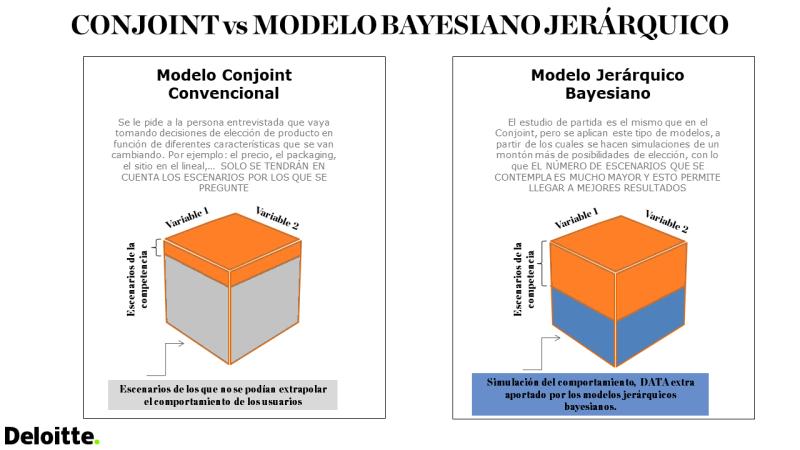 CONJOINT vs MODELO BAYESIANO JERÁRQUICO
Modelo Conjoint
Convencional
Se le pide a la persona entrevistada que vaya
tomando decisiones de elección de producto en
función de diferentes características que se van
cambiando. Por ejemplo: el precio, el packaging,
el sitio en el lineal,... SOLO SE TENDRÁN EN
CUENTA LOS ESCENARIOS POR LOS QUE SE
PREGUNTE
Variable 1
Variable 2
Escenarios de la
competencia
Escenarios de los que no se podían extrapolar
el comportamiento de los usuarios
Modelo Jerárquico
Bayesiano
El estudio de partida es el mismo que en el
Conjoint, pero se aplican este tipo de modelos, a
partir de los cuales se hacen simulaciones de un
montón más de posibilidades de elección, con lo
que EL NÚMERO DE ESCENARIOS QUE SE
CONTEMPLA ES MUCHO MAYOR Y ESTO PERMITE
LLEGAR A MEJORES RESULTADOS
Variable 1
Variable 2
Escenarios de la
competencia
Simulación del comportamiento, DATA extra
aportado por los modelos jerárquicos
bayesianos.
Deloitte.